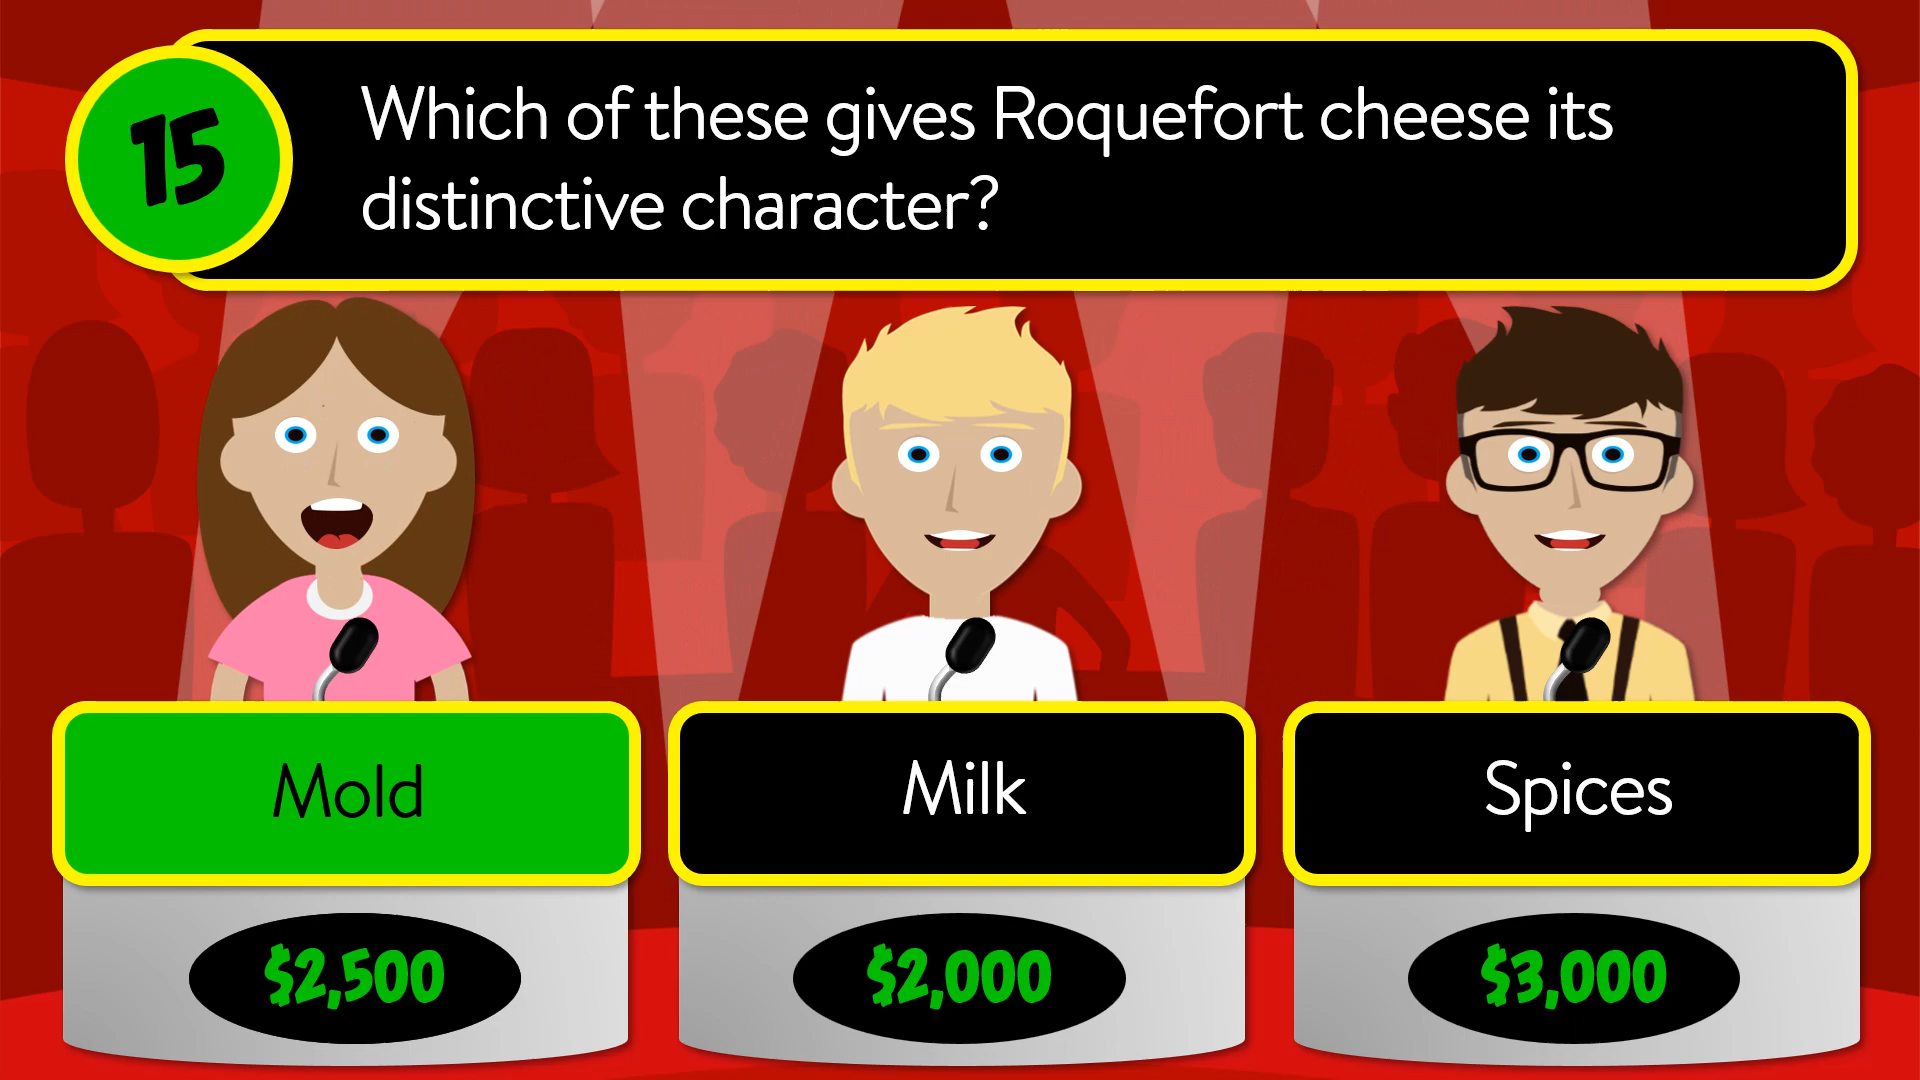 15
Which of these gives Roquefort cheese its
distinctive character?
Mold
Milk
Spices
$2,500
$2,000
$3,000